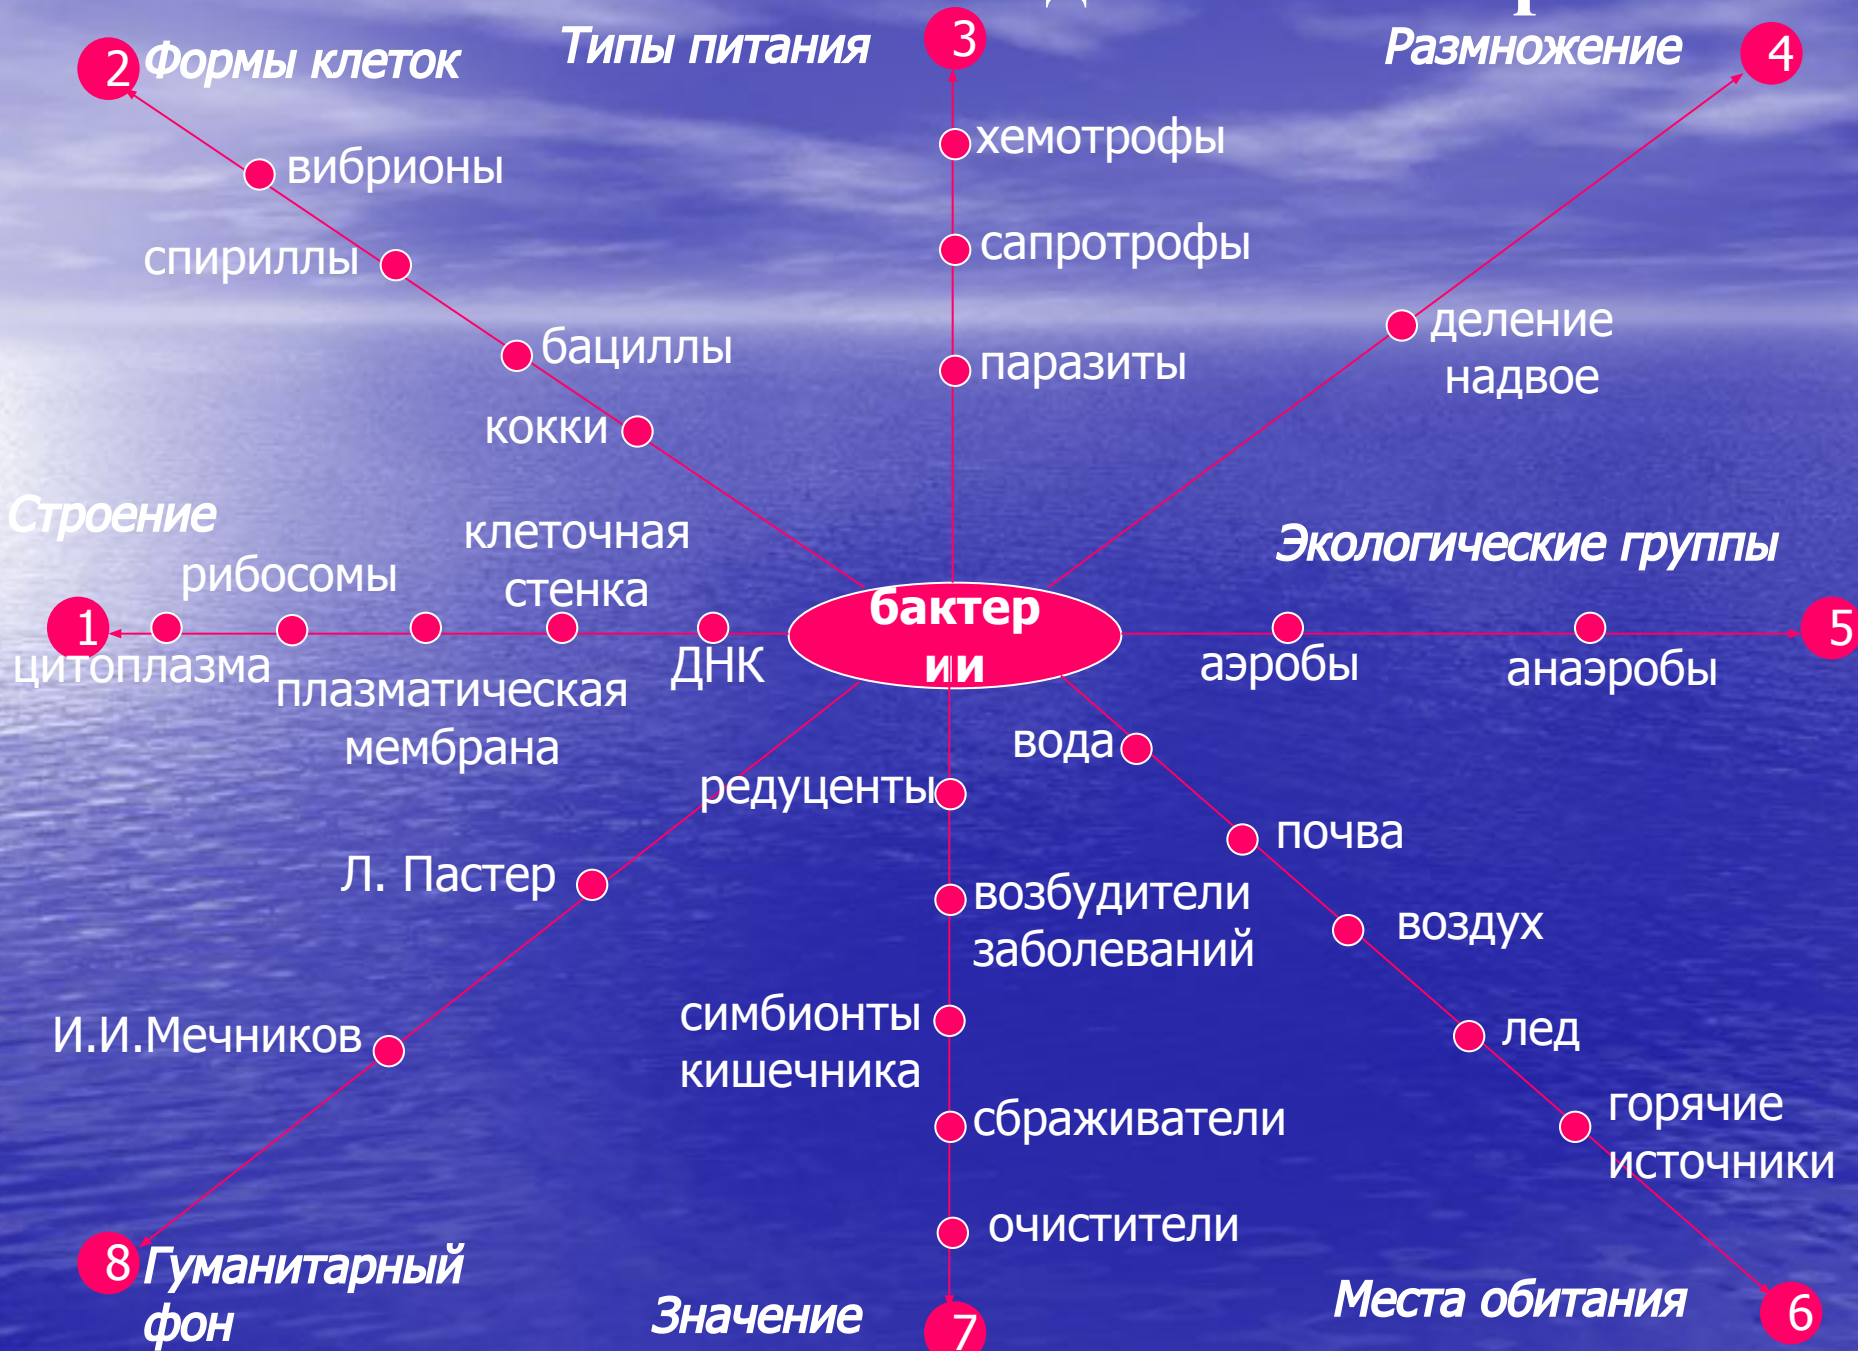 2
Формы клеток
Типы питания
3
Размножение
4
хемотрофы
вибрионы
сапротрофы
спириллы
бациллы
паразиты
деление
надвое
кокки
Строение
клеточная
стенка
рибосомы
Экологические группы
1
цитоплазма
плазматическая
мембрана
ДНК
бактер
ии
аэробы
анаэробы
5
вода
редуценты
почва
Л. Пастер
возбудители
заболеваний
воздух
симбионты
кишечника
И.И.Мечников
лед
сбраживатели
горячие
источники
очистители
8
Гуманитарный
фон
Значение
7
Места обитания
6